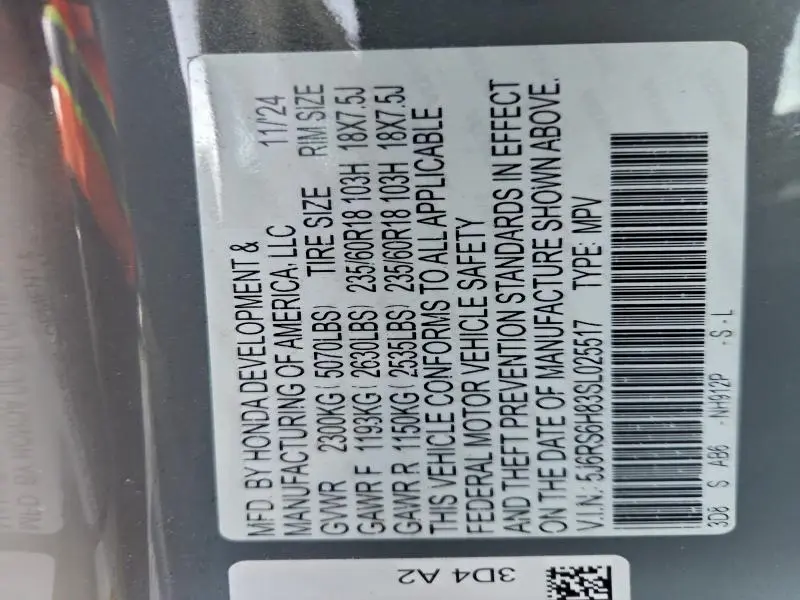 MFD. BY HONDA DEVELOPMENT & 11/24
MANUFACTURING OF AMERICA, LLC
GVWR 2300KG( 5070LBS) TIRE SIZE RIM SIZE
GAWR F 1193KG( 2630LBS) 235/60R18 103H 18X7.5J
GAWR R 1150KG( 2535LBS) 235/60R18 103H 18X7.5J
THIS VEHICLE CONFORMS TO ALL APPLICABLE
FEDERAL MOTOR VEHICLE SAFETY
AND THEFT PREVENTION STANDARDS IN EFFECT
ON THE DATE OF MANUFACTURE SHOWN ABOVE.
V.I.N.: 5J6RS6H83SL025517 TYPE: MPV
3D8 S AB6 -NH912P -S-L
3D4 A2